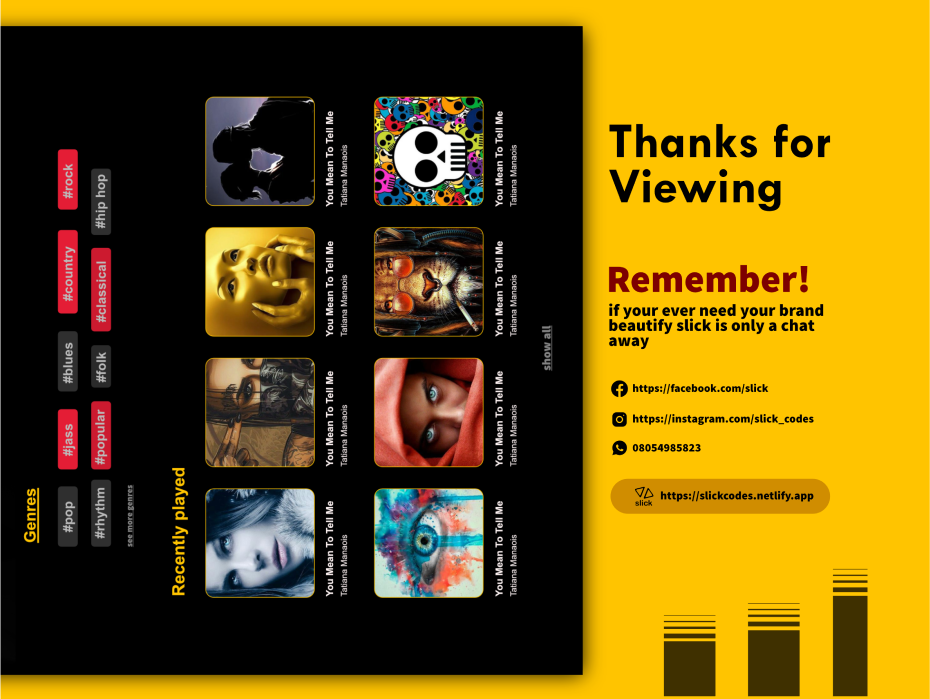 Genres
#pop
#jass
#blues
#country
#rock
#rhythm
#popular
#folk
#classical
#hip hop
see more genres
Recently played
You Mean To Tell Me
Tatiana Manaois
You Mean To Tell Me
Tatiana Manaois
You Mean To Tell Me
Tatiana Manaois
You Mean To Tell Me
Tatiana Manaois
You Mean To Tell Me
Tatiana Manaois
You Mean To Tell Me
Tatiana Manaois
You Mean To Tell Me
Tatiana Manaois
You Mean To Tell Me
Tatiana Manaois
show all
Thanks for
Viewing
Remember!
if your ever need your brand
beautify slick is only a chat
away
https://facebook.com/slick
https://instagram.com/slick_codes
08054985823
slick
https://slickcodes.netlify.app